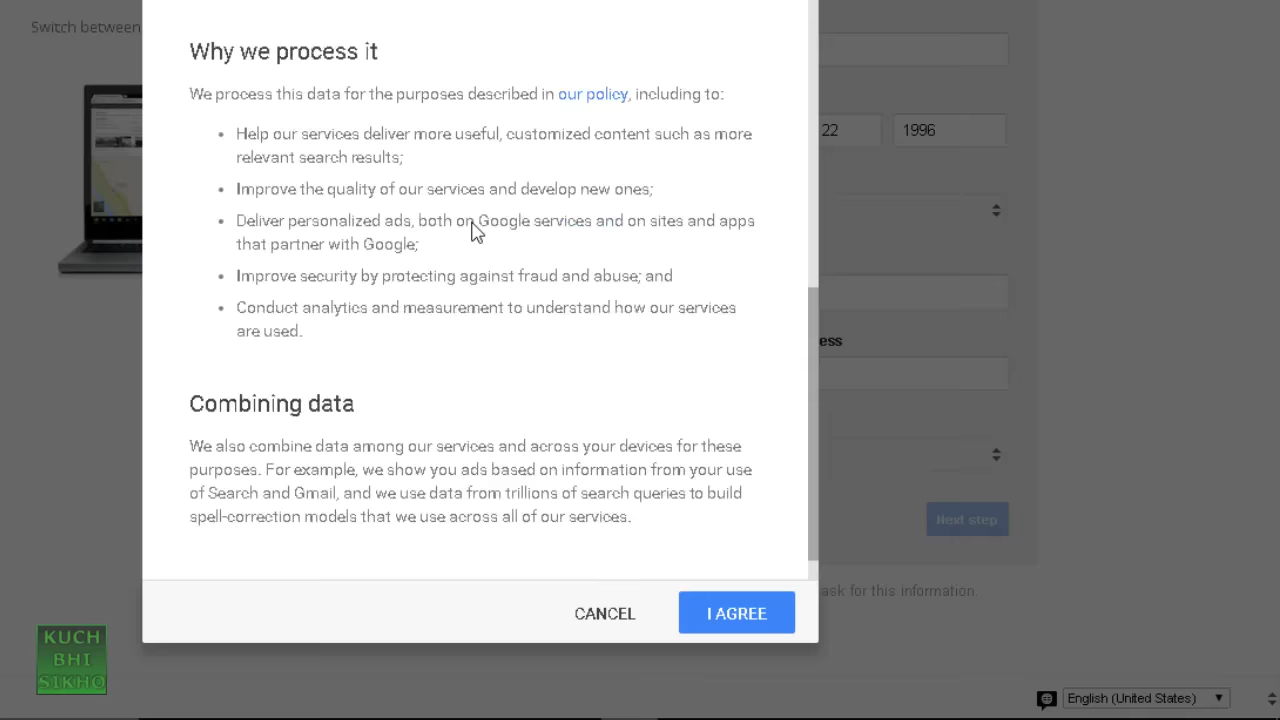 Switch between
Why we process it
We process this data for the purposes described in our policy, including to:
• Help our services deliver more useful, customized content such as more
relevant search results;
• Improve the quality of our services and develop new ones;
• Deliver personalized ads, both on Google services and on sites and apps
that partner with Google;
• Improve security by protecting against fraud and abuse; and
• Conduct analytics and measurement to understand how our services
are used.
Combining data
We also combine data among our services and across your devices for these
purposes. For example, we show you ads based on information from your use
of Search and Gmail, and we use data from trillions of search queries to build
spell-correction models that we use across all of our services.
CANCEL
I AGREE
22
1996
ess
Next step
ask for this information.
KUCH
BHI
SIKHO
English (United States)